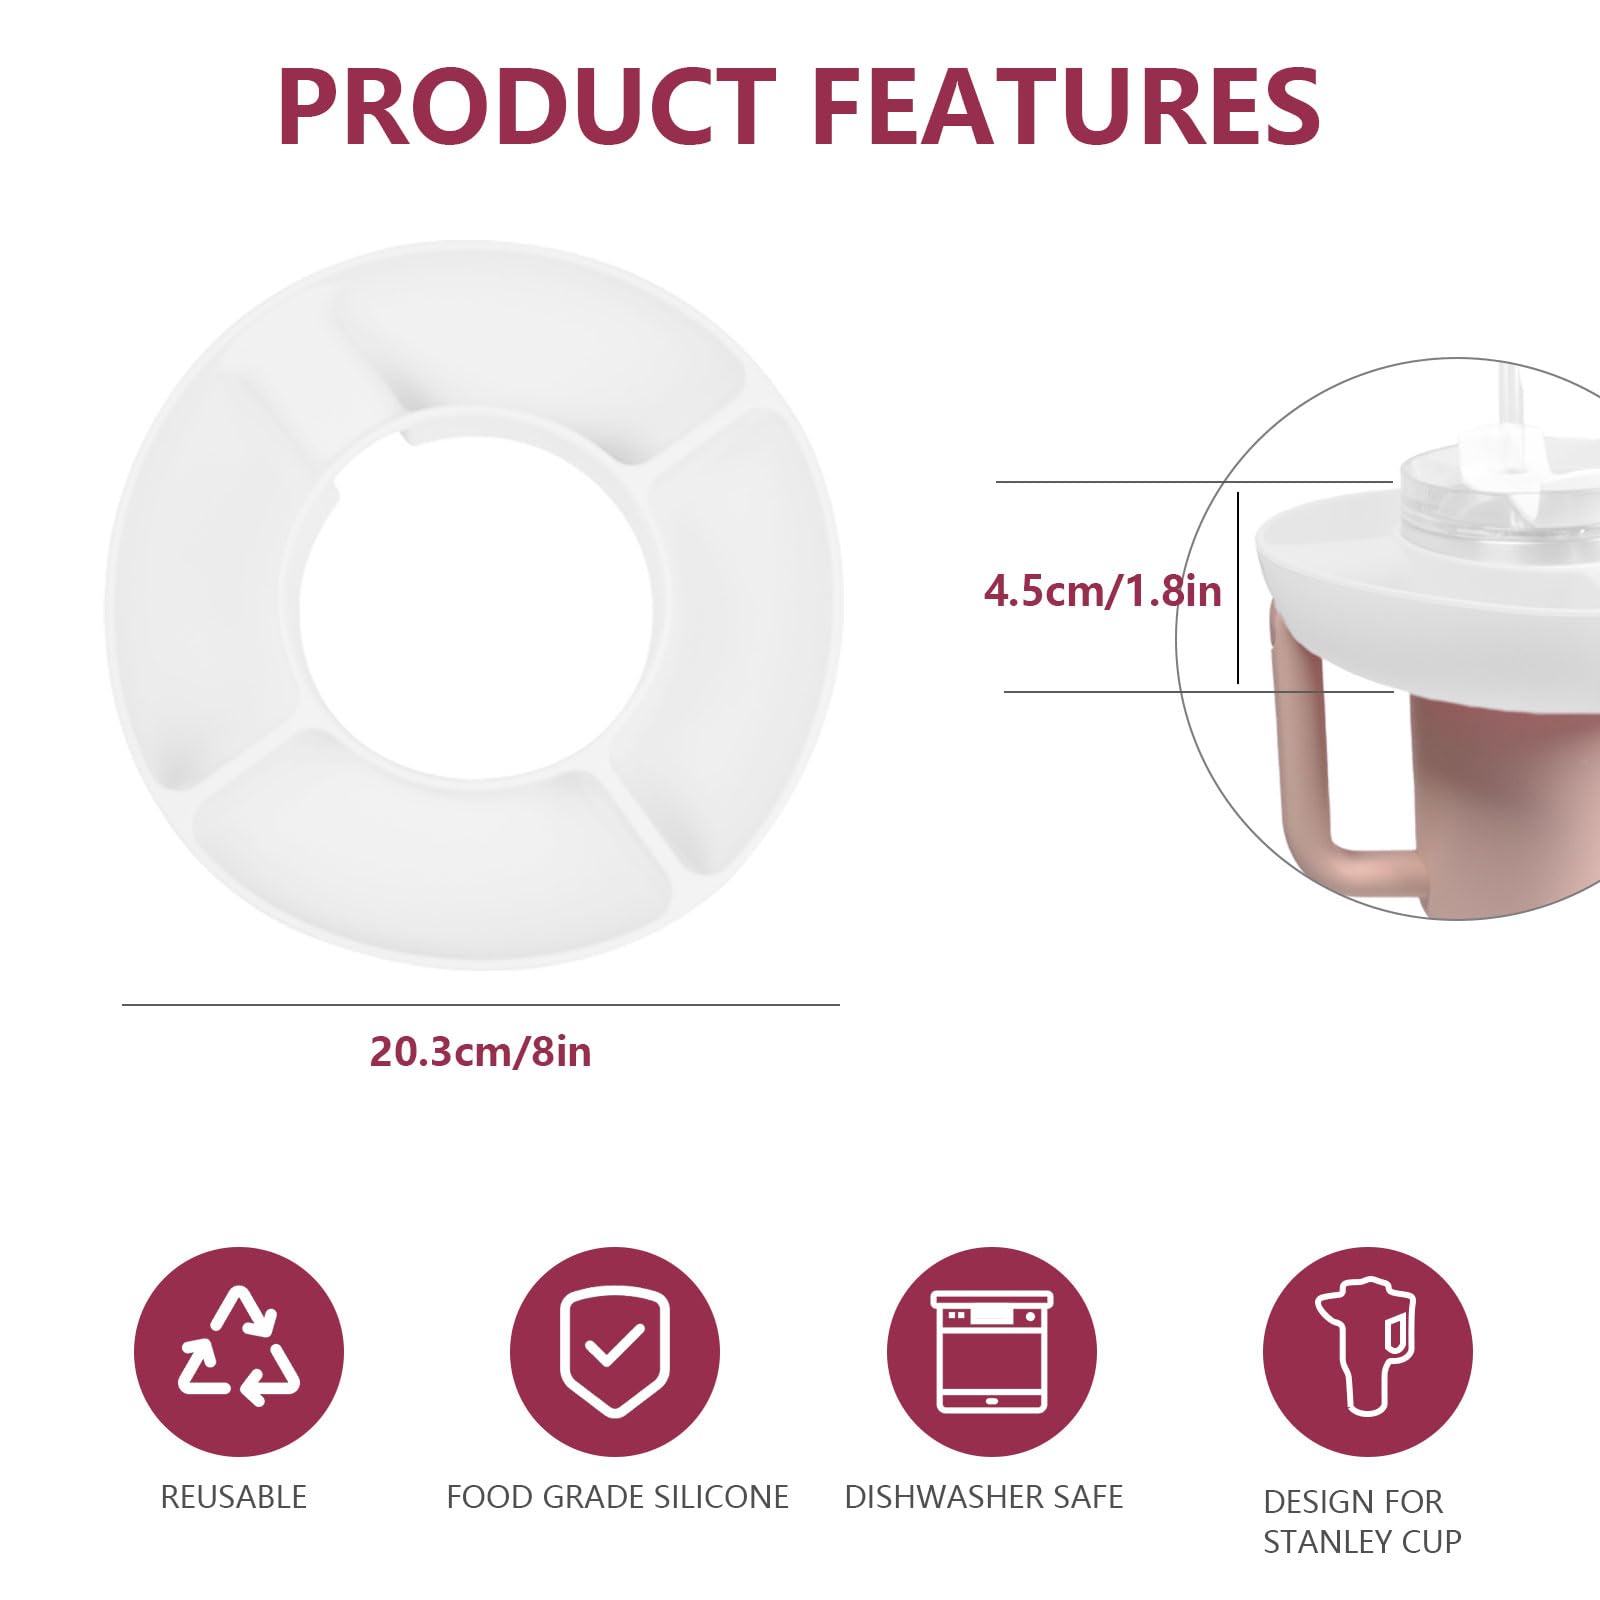 PRODUCT FEATURES
4.5cm/1.8in
20.3cm/8in
REUSABLE
FOOD GRADE SILICONE
DISHWASHER SAFE
DESIGN FOR
STANLEY CUP